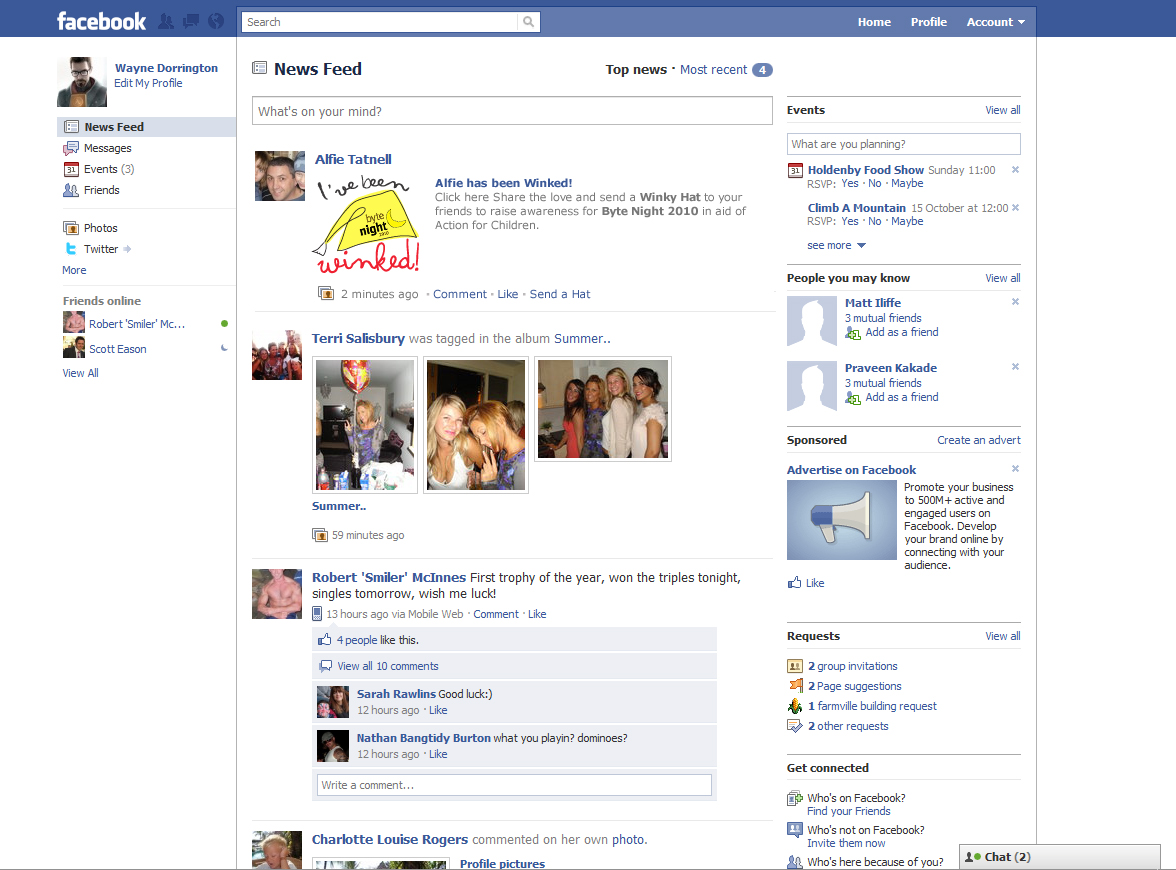 facebook
Search
Home Profile Account
Wayne Dorrington
Edit My Profile
News Feed
Messages
Events (3)
Friends
Photos
Twitter
More
Friends online
Robert 'Smiler' Mc...
Scott Eason
View All
News Feed
Top news · Most recent 4
What's on your mind?
Alfie Tatnell
I've been
byte
night
2010
winked!
Alfie has been Winked!
Click here Share the love and send a Winky Hat to your
friends to raise awareness for Byte Night 2010 in aid of
Action for Children.
2 minutes ago · Comment · Like · Send a Hat
Terri Salisbury was tagged in the album Summer..
Summer..
59 minutes ago
Robert 'Smiler' McInnes First trophy of the year, won the triples tonight,
singles tomorrow, wish me luck!
13 hours ago via Mobile Web · Comment · Like
4 people like this.
View all 10 comments
Sarah Rawlins Good luck:)
12 hours ago · Like
Nathan Bangtidy Burton what you playin? dominoes?
12 hours ago · Like
Write a comment...
Charlotte Louise Rogers commented on her own photo.
Profile pictures
Events View all
What are you planning?
31 Holdenby Food Show Sunday 11:00
RSVP: Yes · No · Maybe
Climb A Mountain 15 October at 12:00
RSVP: Yes · No · Maybe
see more
People you may know View all
Matt Iliffe
3 mutual friends
Add as a friend
Praveen Kakade
3 mutual friends
Add as a friend
Sponsored Create an advert
Advertise on Facebook
Promote your business
to 500M+ active and
engaged users on
Facebook. Develop
your brand online by
connecting with your
audience.
Like
Requests View all
2 group invitations
2 Page suggestions
1 farmville building request
2 other requests
Get connected
Who's on Facebook?
Find your Friends
Who's not on Facebook?
Invite them now
Who's here because of you?
Chat (2)